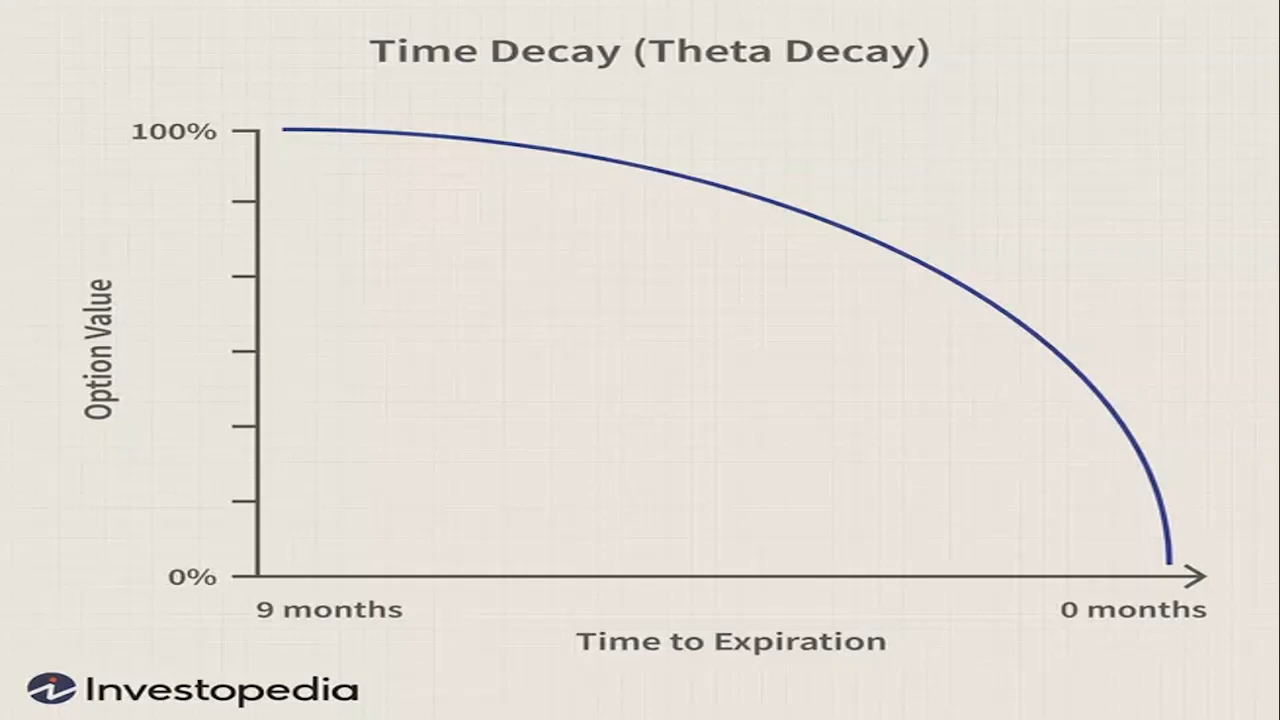 Time Decay (Theta Decay)
100%
Option Value
0%
9 months
0 months
Time to Expiration
Investopedia